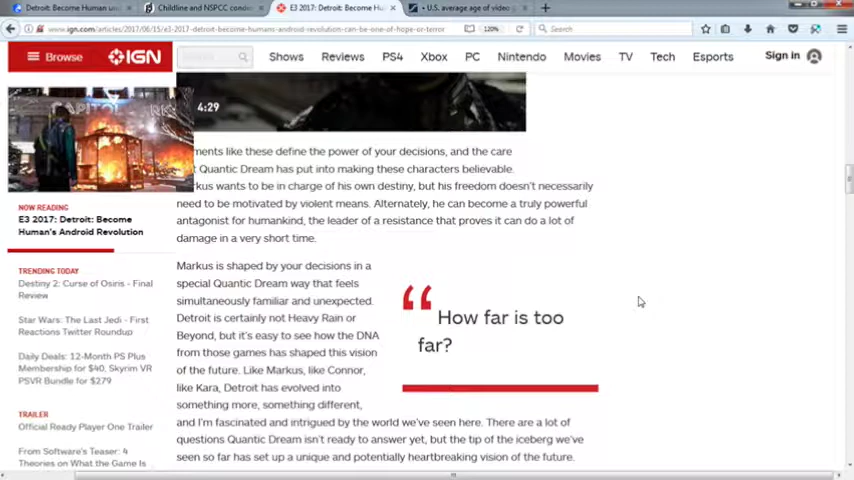 Detroit: Become Human un
Childline and NSPCC condem
E3 2017: Detroit: Become Hu
• U.S. average age of video g
www.ign.com/articles/2017/06/15/e3-2017-detroit-become-humans-android-revolution-can-be-one-of-hope-or-terror
120%
Search
Browse
IGN
Search
Shows
Reviews
PS4
Xbox
PC
Nintendo
Movies
TV
Tech
Esports
Sign in
CAPITOL
4:29
NOW READING
E3 2017: Detroit: Become
Human's Android Revolution
TRENDING TODAY
Destiny 2: Curse of Osiris - Final
Review
Star Wars: The Last Jedi - First
Reactions Twitter Roundup
Daily Deals: 12-Month PS Plus
Membership for $40, Skyrim VR
PSVR Bundle for $279
TRAILER
Official Ready Player One Trailer
From Software's Teaser: 4
Theories on What the Game Is
ments like these define the power of your decisions, and the care
t Quantic Dream has put into making these characters believable.
rkus wants to be in charge of his own destiny, but his freedom doesn't necessarily
need to be motivated by violent means. Alternately, he can become a truly powerful
antagonist for humankind, the leader of a resistance that proves it can do a lot of
damage in a very short time.
Markus is shaped by your decisions in a
special Quantic Dream way that feels
simultaneously familiar and unexpected.
Detroit is certainly not Heavy Rain or
Beyond, but it's easy to see how the DNA
from those games has shaped this vision
of the future. Like Markus, like Connor,
like Kara, Detroit has evolved into
something more, something different,
and I'm fascinated and intrigued by the world we've seen here. There are a lot of
questions Quantic Dream isn't ready to answer yet, but the tip of the iceberg we've
seen so far has set up a unique and potentially heartbreaking vision of the future.
“ How far is too
far?